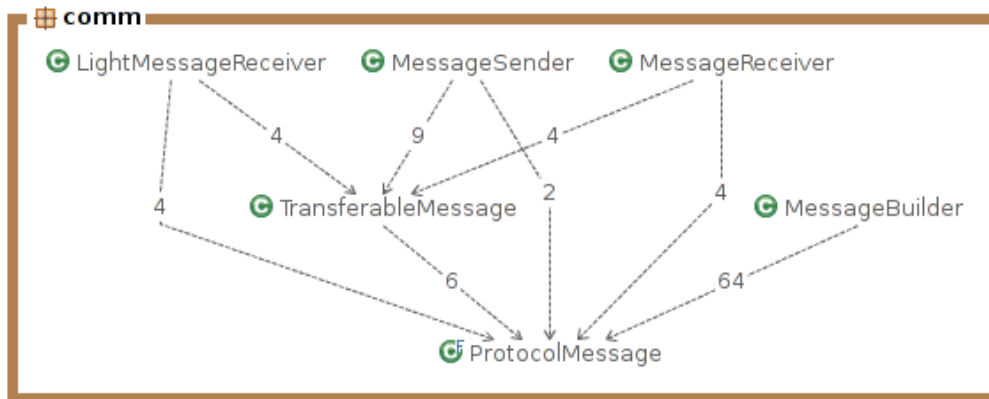 comm
C LightMessageReceiver C MessageSender C MessageReceiver
4 9 4
4 C TransferableMessage 2 4 C MessageBuilder
6 64
C F ProtocolMessage